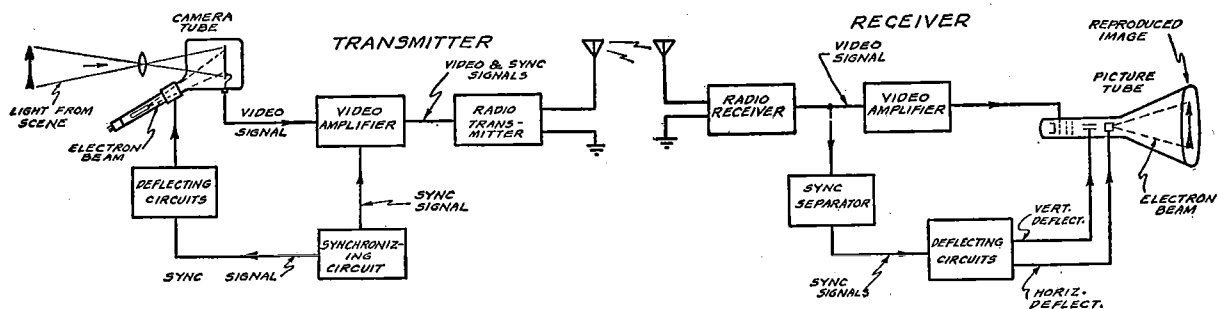 CAMERA
TUBE
TRANSMITTER
VIDEO & SYNC
SIGNALS
LIGHT FROM
SCENE
ELECTRON
BEAM
VIDEO
SIGNAL
VIDEO
AMPLIFIER
RADIO
TRANS-
MITTER
DEFLECTING
CIRCUITS
SYNC
SIGNAL
SYNCHRONIZ-
ING
CIRCUIT
SYNC SIGNAL
RECEIVER
VIDEO
SIGNAL
RADIO
RECEIVER
VIDEO
AMPLIFIER
REPRODUCED
IMAGE
PICTURE
TUBE
SYNC
SEPARATOR
ELECTRON
BEAM
VERT.
DEFLECT.
DEFLECTING
CIRCUITS
SYNC
SIGNALS
HORIZ-
DEFLECT.